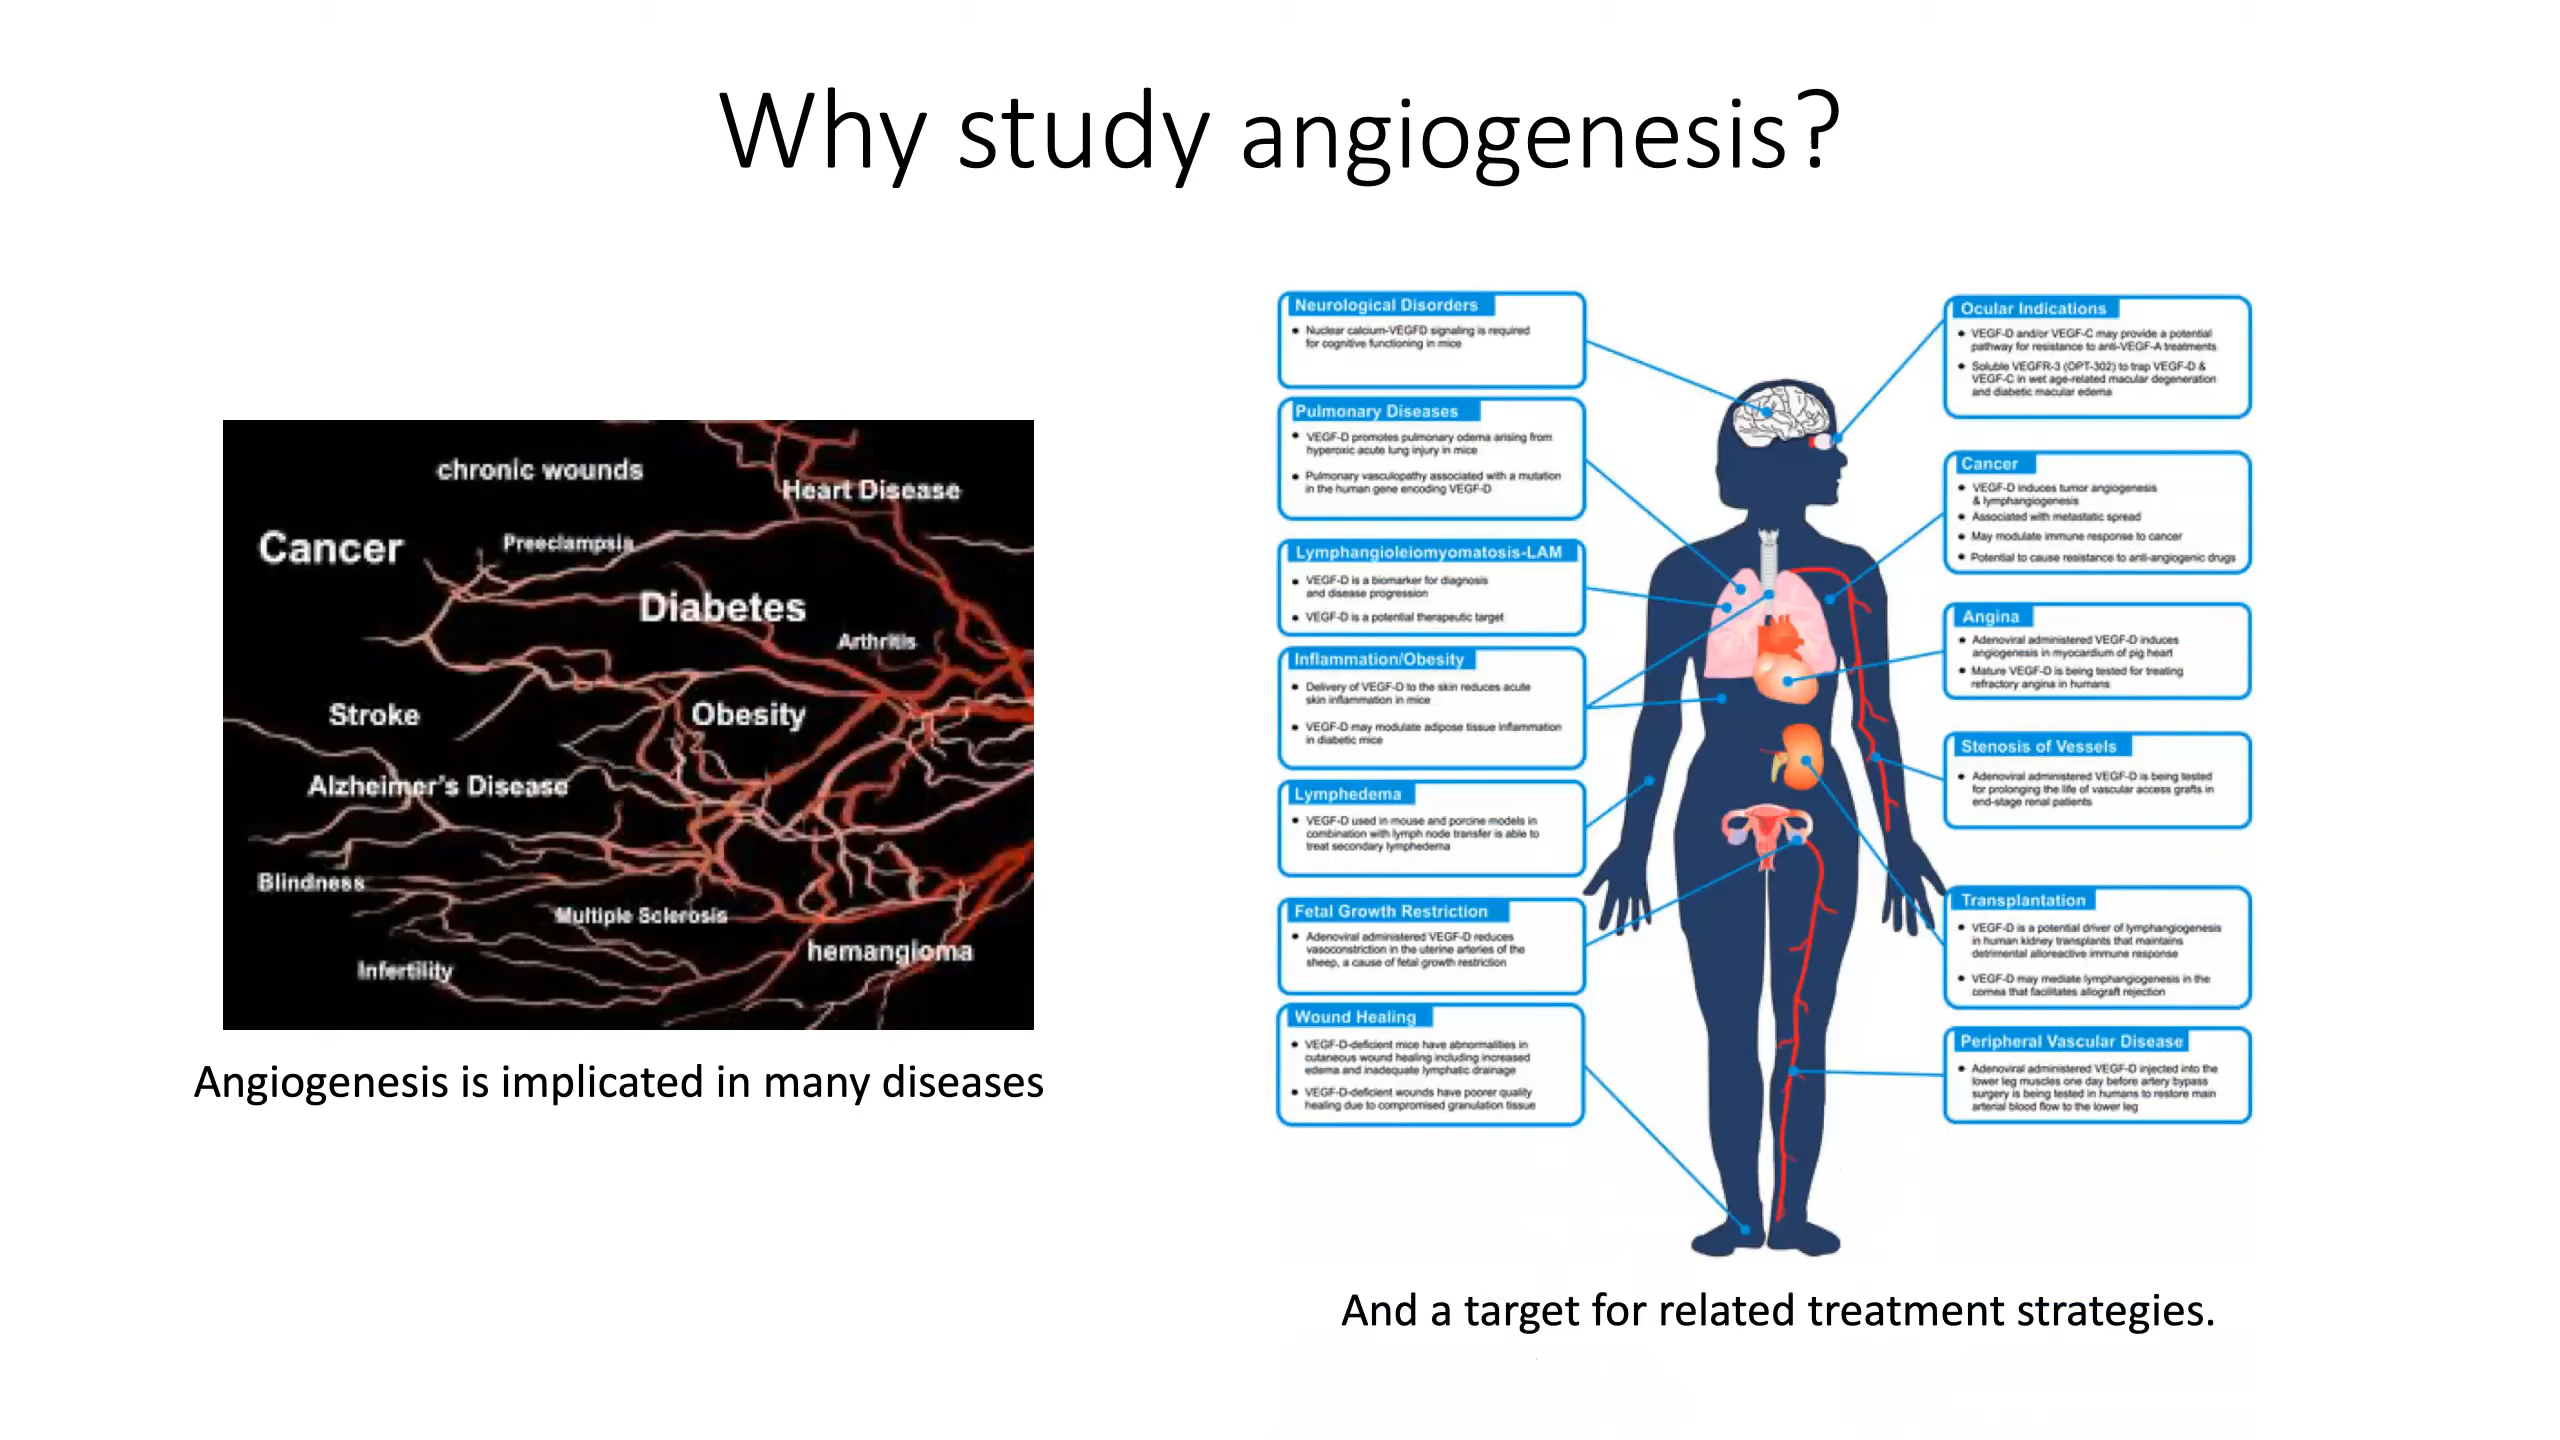 Why study angiogenesis?
chronic wounds
Heart Disease
Cancer
Preeclampsia
Diabetes
Arthritis
Stroke
Obesity
Alzheimer's Disease
Blindness
Multiple Sclerosis
hemangioma
Infertility
Angiogenesis is implicated in many diseases
Neurological Disorders
• Nuclear calcium-VEGFD signaling is required
for cognitive functioning in mice
Pulmonary Diseases
• VEGF-D promotes pulmonary edema arising from
hyperoxic acute lung injury in mice
• Pulmonary vasculopathy associated with a mutation
in the human gene encoding VEGF-D
Lymphangioleiomyomatosis-LAM
• VEGF-D is a biomarker for diagnosis
and disease progression
• VEGF-D is a potential therapeutic target
Inflammation/Obesity
• Delivery of VEGF-D to the skin reduces acute
skin inflammation in mice
• VEGF-D may modulate adipose tissue inflammation
in diabetic mice
Lymphedema
• VEGF-D used in mouse and porcine models in
combination with lymph node transfer is able to
treat secondary lymphedema
Fetal Growth Restriction
• Adenoviral administered VEGF-D reduces
vasoconstriction in the uterine arteries of the
sheep, a cause of fetal growth restriction
Wound Healing
• VEGF-D-deficient mice have abnormalities in
cutaneous wound healing including increased
edema and inadequate lymphatic drainage
• VEGF-D-deficient wounds have poorer quality
healing due to compromised granulation tissue
Ocular Indications
• VEGF-D and/or VEGF-C may provide a potential
pathway for resistance to anti-VEGF-A treatments
• Soluble VEGFR-3 (OPT-302) to trap VEGF-D &
VEGF-C in wet age-related macular degeneration
and diabetic macular edema
Cancer
• VEGF-D induces tumor angiogenesis
& lymphangiogenesis
• Associated with metastatic spread
• May modulate immune response to cancer
• Potential to cause resistance to anti-angiogenic drugs
Angina
• Adenoviral administered VEGF-D induces
angiogenesis in myocardium of pig heart
• Mature VEGF-D is being tested for treating
refractory angina in humans
Stenosis of Vessels
• Adenoviral administered VEGF-D is being tested
for prolonging the life of vascular access grafts in
end-stage renal patients
Transplantation
• VEGF-D is a potential driver of lymphangiogenesis
in human kidney transplants that maintains
detrimental alloreactive immune response
• VEGF-D may mediate lymphangiogenesis in the
cornea that facilitates allograft rejection
Peripheral Vascular Disease
• Adenoviral administered VEGF-D injected into the
lower leg muscles one day before artery bypass
surgery is being tested in humans to restore main
arterial blood flow to the lower leg
And a target for related treatment strategies.